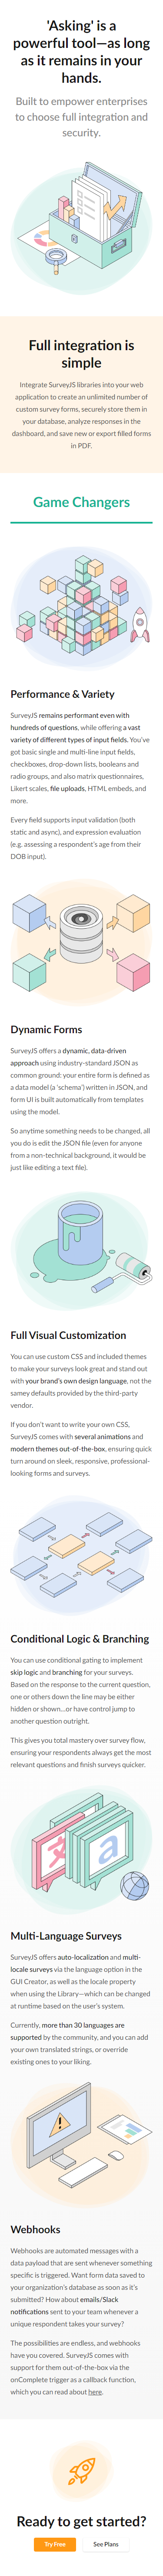 'Asking' is a
powerful tool—as long
as it remains in your
hands.
Built to empower enterprises
to choose full integration and
security.
Full integration is
simple
Integrate SurveyJS libraries into your web
application to create an unlimited number of
custom survey forms, securely store them in
your database, analyze responses in the
dashboard, and save new or export filled forms
in PDF.
Game Changers
Performance & Variety
SurveyJS remains performant even with
hundreds of questions, while offering a vast
variety of different types of input fields. You've
got basic single and multi-line input fields,
checkboxes, drop-down lists, booleans and
radio groups, and also matrix questionnaires,
Likert scales, file uploads, HTML embeds, and
more.
Every field supports input validation (both
static and async), and expression evaluation
(e.g. assessing a respondent's age from their
DOB input).
Dynamic Forms
SurveyJS offers a dynamic, data-driven
approach using industry-standard JSON as
common ground: your entire form is defined as
a data model (a 'schema') written in JSON, and
form UI is built automatically from templates
using the model.
So anytime something needs to be changed, all
you do is edit the JSON file (even for anyone
from a non-technical background, it would be
just like editing a text file).
Full Visual Customization
You can use custom CSS and included themes
to make your surveys look great and stand out
with your brand's own design language, not the
samey defaults provided by the third-party
vendor.
If you don't want to write your own CSS,
SurveyJS comes with several animations and
modern themes out-of-the-box, ensuring quick
turn around on sleek, responsive, professional-
looking forms and surveys.
Conditional Logic & Branching
You can use conditional gating to implement
skip logic and branching for your surveys.
Based on the response to the current question,
one or others down the line may be either
hidden or shown...or have control jump to
another question outright.
This gives you total mastery over survey flow,
ensuring your respondents always get the most
relevant questions and finish surveys quicker.
a
Multi-Language Surveys
SurveyJS offers auto-localization and multi-
locale surveys via the language option in the
GUI Creator, as well as the locale property
when using the Library—which can be changed
at runtime based on the user's system.
Currently, more than 30 languages are
supported by the community, and you can add
your own translated strings, or override
existing ones to your liking.
Webhooks
Webhooks are automated messages with a
data payload that are sent whenever something
specific is triggered. Want form data saved to
your organization's database as soon as it's
submitted? How about emails/Slack
notifications sent to your team whenever a
unique respondent takes your survey?
The possibilities are endless, and webhooks
have you covered. SurveyJS comes with
support for them out-of-the-box via the
onComplete trigger as a callback function,
which you can read about here.
Ready to get started?
Try Free See Plans